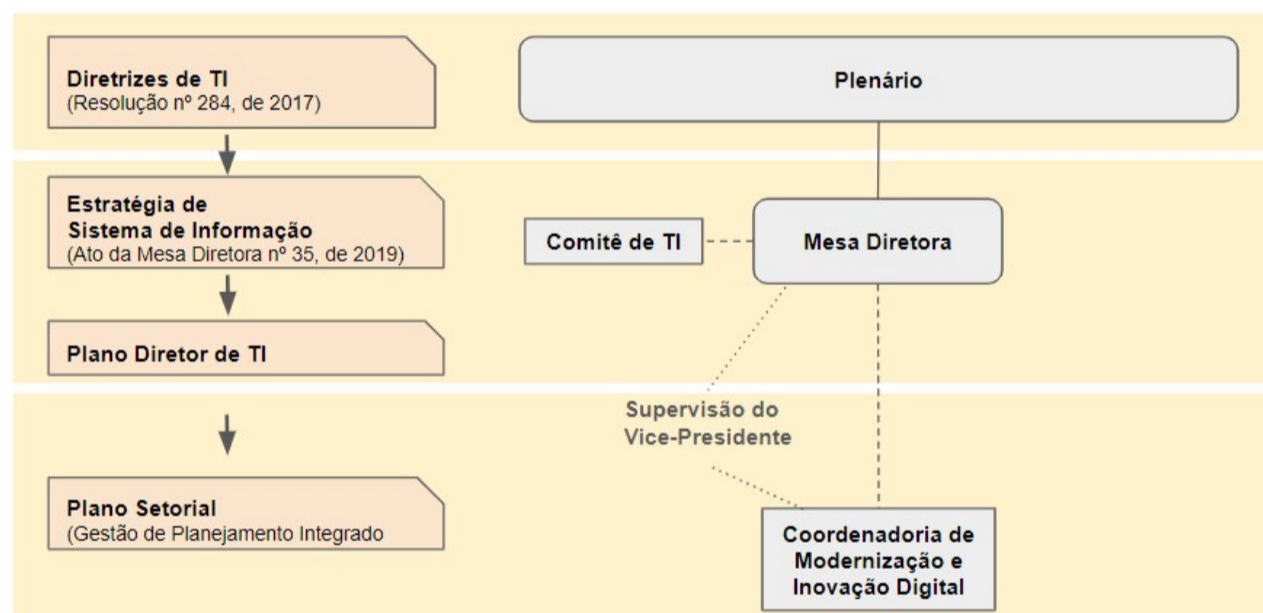 Diretrizes de TI
(Resolução nº 284, de 2017)
Plenário
Estratégia de
Sistema de Informação
(Ato da Mesa Diretora nº 35, de 2019)
Comitê de TI
Mesa Diretora
Plano Diretor de TI
Supervisão do
Vice-Presidente
Plano Setorial
(Gestão de Planejamento Integrado
Coordenadoria de
Modernização e
Inovação Digital